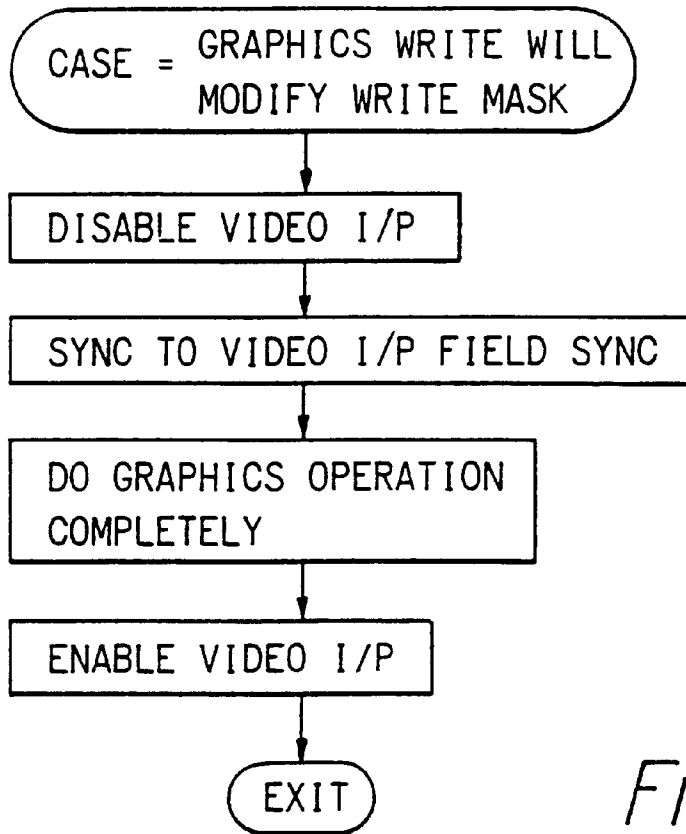 CASE = GRAPHICS WRITE WILL
MODIFY WRITE MASK
DISABLE VIDEO I/P
SYNC TO VIDEO I/P FIELD SYNC
DO GRAPHICS OPERATION
COMPLETELY
ENABLE VIDEO I/P
EXIT